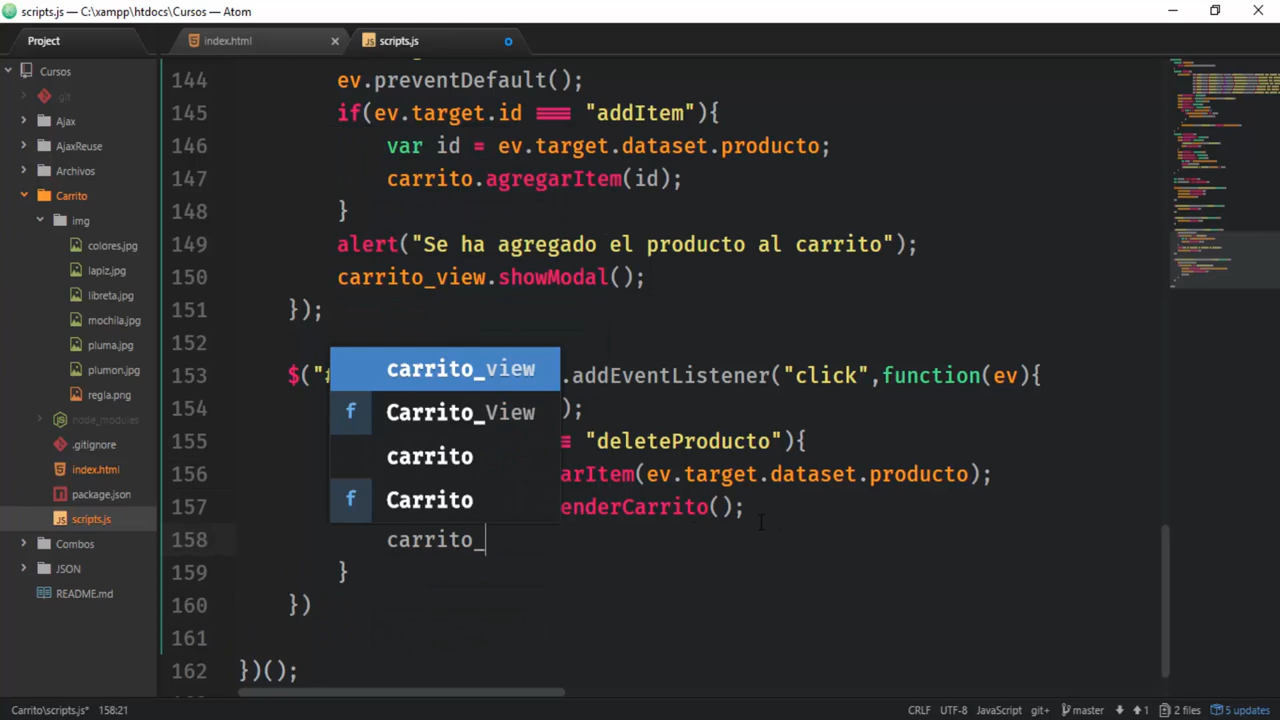 scripts.js — C:\xampp\htdocs\Cursos — Atom
Project
index.html
scripts.js
Cursos
.git
Ajax
AjaxReuse
Archivos
Carrito
img
colores.jpg
lapiz.jpg
libreta.jpg
mochila.jpg
pluma.jpg
plumon.jpg
regla.png
node_modules
.gitignore
index.html
package.json
scripts.js
Combos
JSON
README.md
144 ev.preventDefault();
145 if(ev.target.id === "addItem"){
146 var id = ev.target.dataset.producto;
147 carrito.agregarItem(id);
148 }
149 alert("Se ha agregado el producto al carrito");
150 carrito_view.showModal();
151 });
152
153 $(" .addEventListener("click",function(ev){
154 );
155 "deleteProducto"){
156 arItem(ev.target.dataset.producto);
157 enderCarrito();
158 carrito_
159 }
160 })
161
162 })();
carrito_view
f Carrito_View
carrito
f Carrito
Carrito\scripts.js* 158:21
CRLF UTF-8 JavaScript git+ master 1 2 files 5 updates